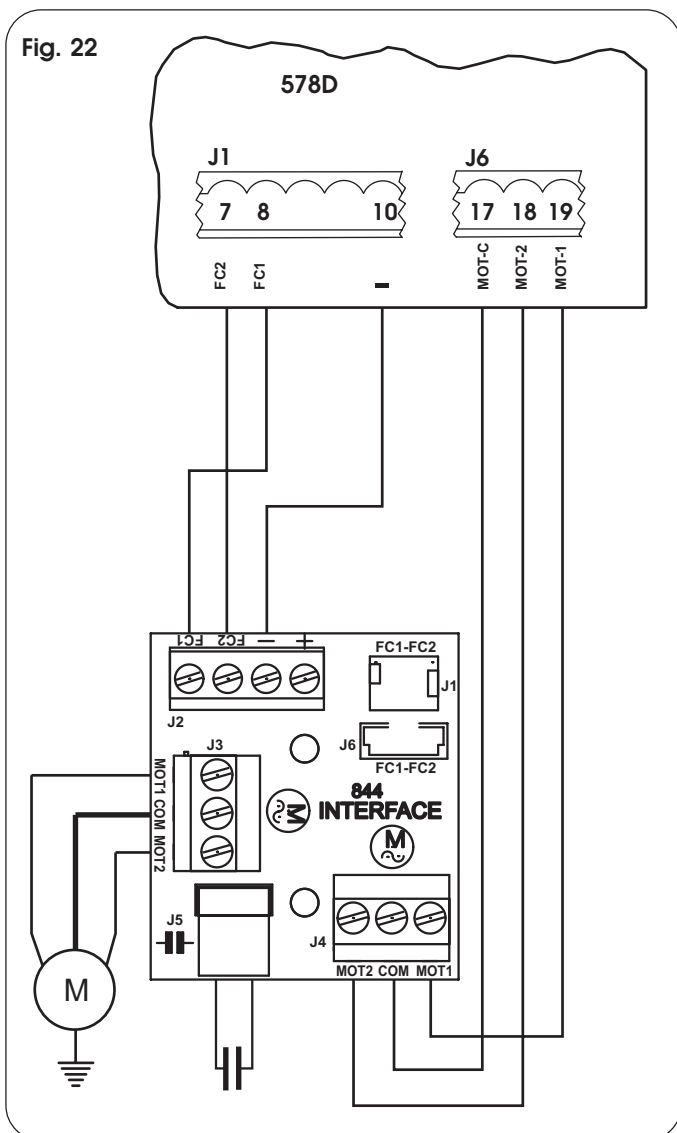 Fig. 22
578D
J1
J6
7 8 10
17 18 19
FC2
FC1
-
MOT-C
MOT-2
MOT-1
FC1 FC2 - +
FC1-FC2
J1
J2
J6
FC1-FC2
J3
MOT1 COM MOT2
844
INTERFACE
M
M
J5
J4
MOT2 COM MOT1
M